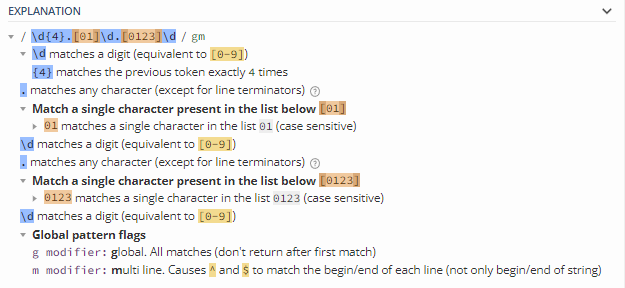 EXPLANATION
/ \d{4}.[01]\d.[0123]\d / gm
\d matches a digit (equivalent to [0-9])
{4} matches the previous token exactly 4 times
. matches any character (except for line terminators)
Match a single character present in the list below [01]
01 matches a single character in the list 01 (case sensitive)
\d matches a digit (equivalent to [0-9])
. matches any character (except for line terminators)
Match a single character present in the list below [0123]
0123 matches a single character in the list 0123 (case sensitive)
\d matches a digit (equivalent to [0-9])
Global pattern flags
g modifier: global. All matches (don't return after first match)
m modifier: multi line. Causes ^ and $ to match the begin/end of each line (not only begin/end of string)